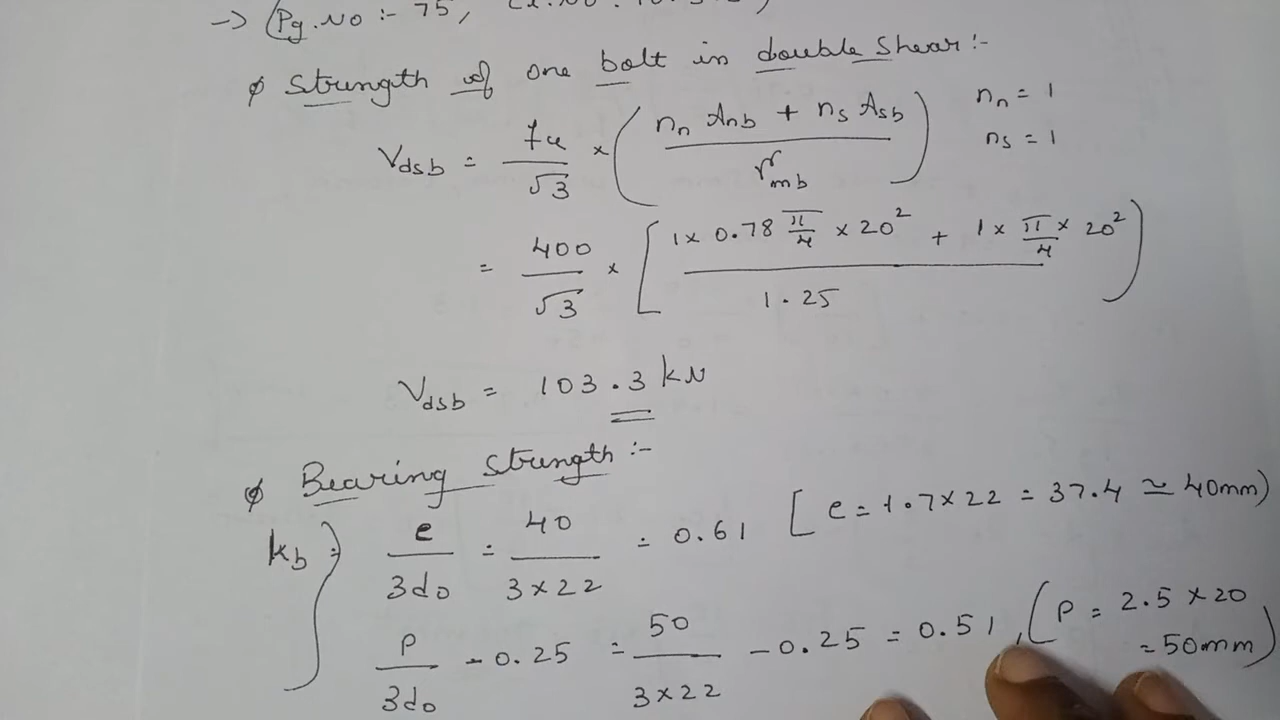 -> (Pg.No :- 75,
∮ Strength of one bolt in double shear:-
Vdsb = fu/√3 × ( (nn Anb + ns Asb) / γmb ) nn = 1
ns = 1
= 400/√3 × [ (1 x 0.78 π/4 × 20² + 1 × π/4 × 20²) / 1.25 ]
Vdsb = 103.3 kN
∮ Bearing strength :-
kb = e/3do = 40/(3×22) = 0.61 [ e = 1.7×22 = 37.4 ≃ 40mm)
p/3do - 0.25 = 50/(3×22) - 0.25 = 0.51, (P = 2.5 × 20
= 50mm)